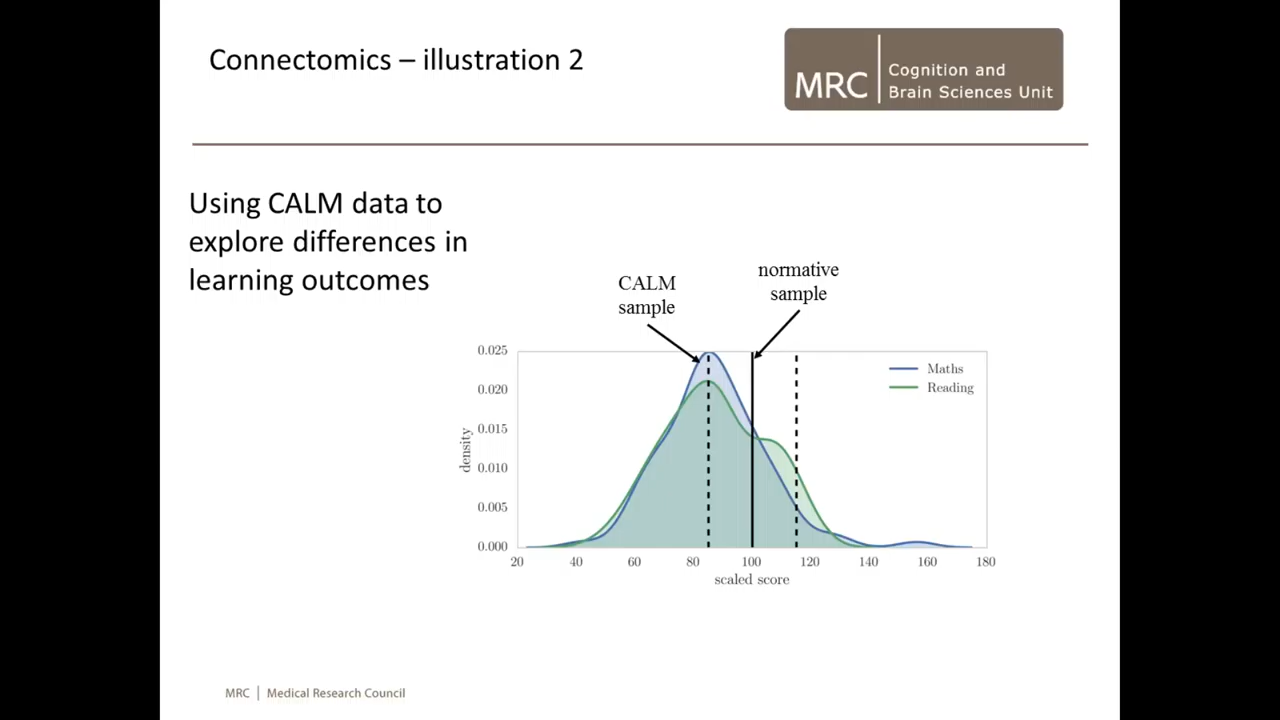 Connectomics – illustration 2
MRC
Cognition and
Brain Sciences Unit
Using CALM data to
explore differences in
learning outcomes
CALM
sample
normative
sample
0.025
0.020
0.015
0.010
0.005
0.000
density
Maths
Reading
20 40 60 80 100 120 140 160 180
scaled score
MRC | Medical Research Council